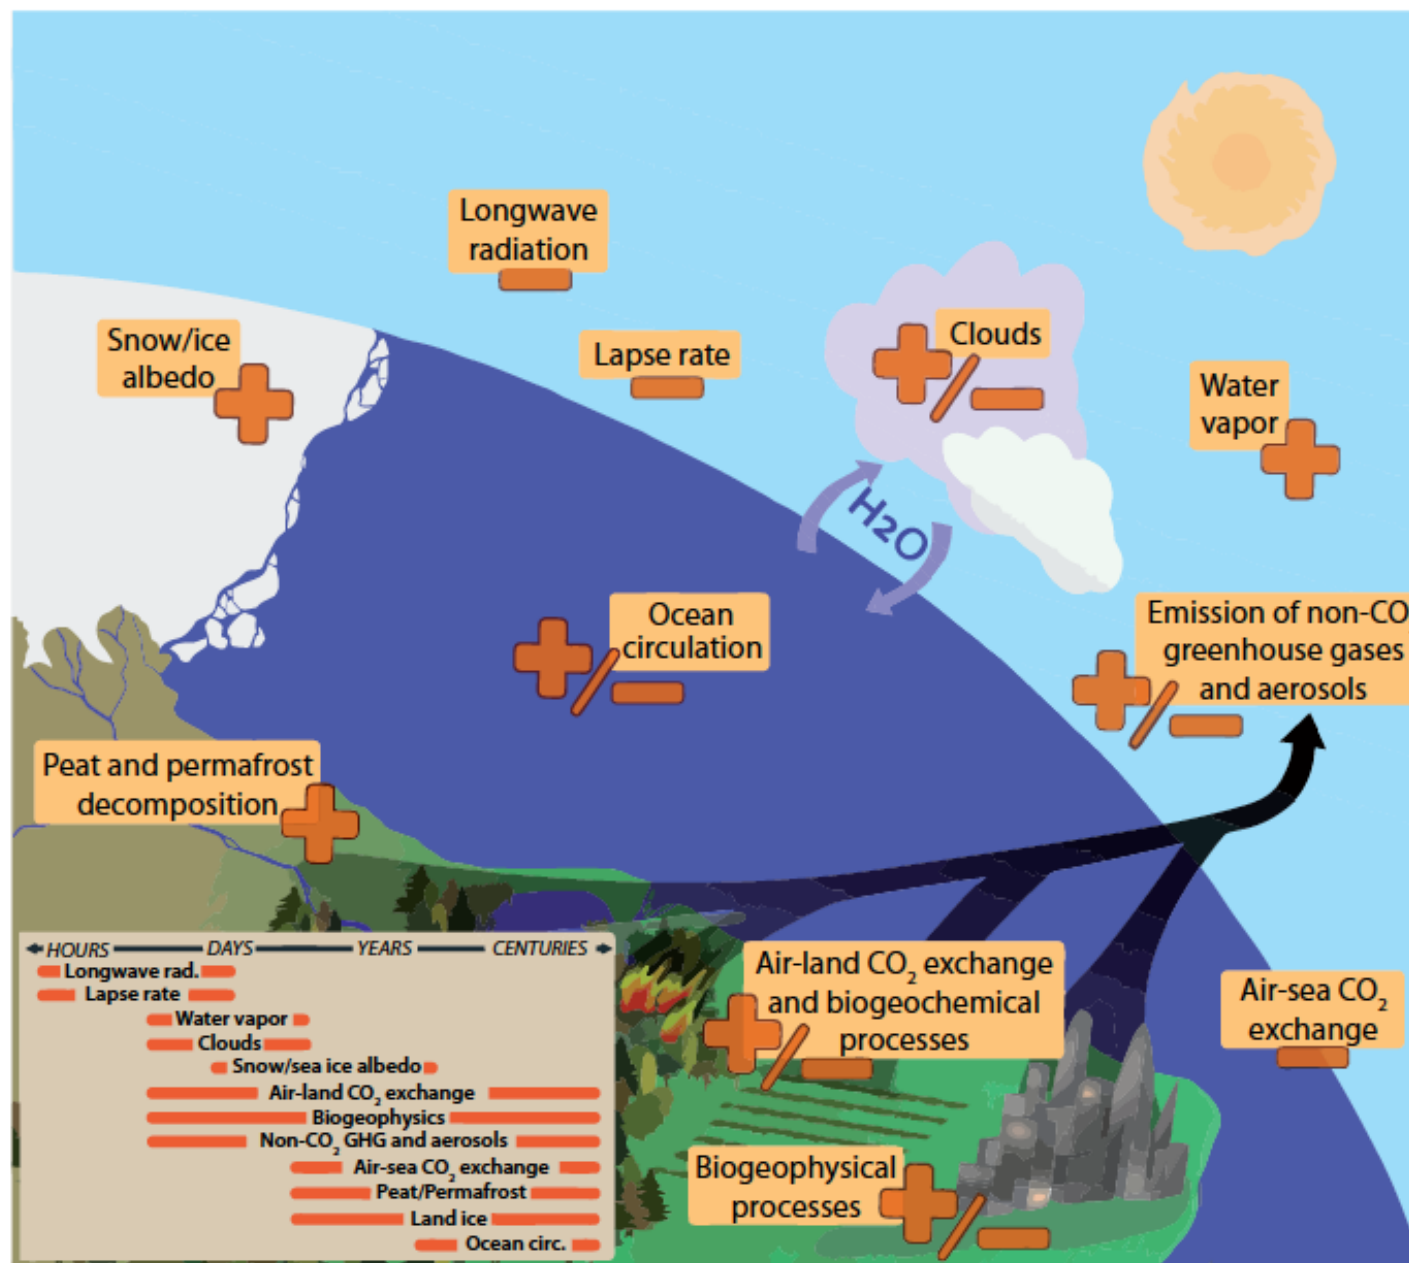 Longwave
radiation
Snow/ice
albedo
Lapse rate
Clouds
Water
vapor
H2O
Ocean
circulation
Emission of non-CO
greenhouse gases
and aerosols
Peat and permafrost
decomposition
Air-land CO₂ exchange
and biogeochemical
processes
Air-sea CO₂
exchange
Biogeophysical
processes
HOURS DAYS YEARS CENTURIES
Longwave rad.
Lapse rate
Water vapor
Clouds
Snow/sea ice albedo
Air-land CO₂ exchange
Biogeophysics
Non-CO₂ GHG and aerosols
Air-sea CO₂ exchange
Peat/Permafrost
Land ice
Ocean circ.